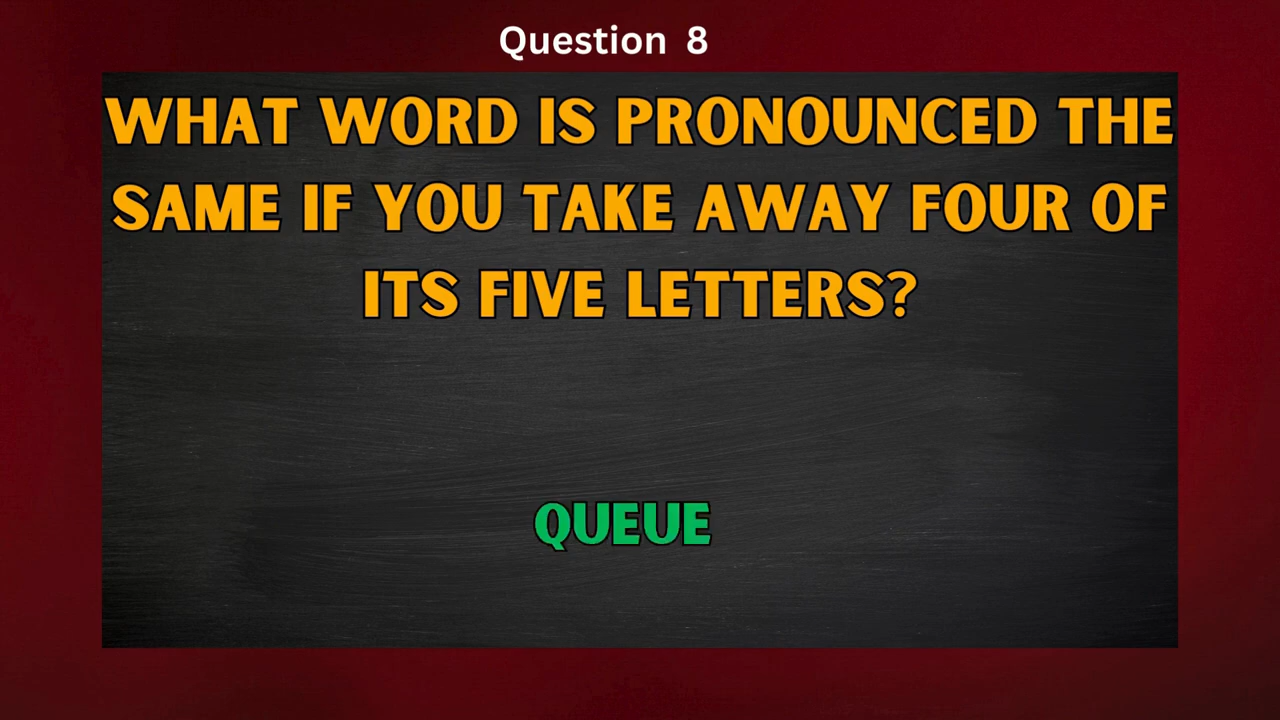 Question 8
WHAT WORD IS PRONOUNCED THE
SAME IF YOU TAKE AWAY FOUR OF
ITS FIVE LETTERS?
QUEUE